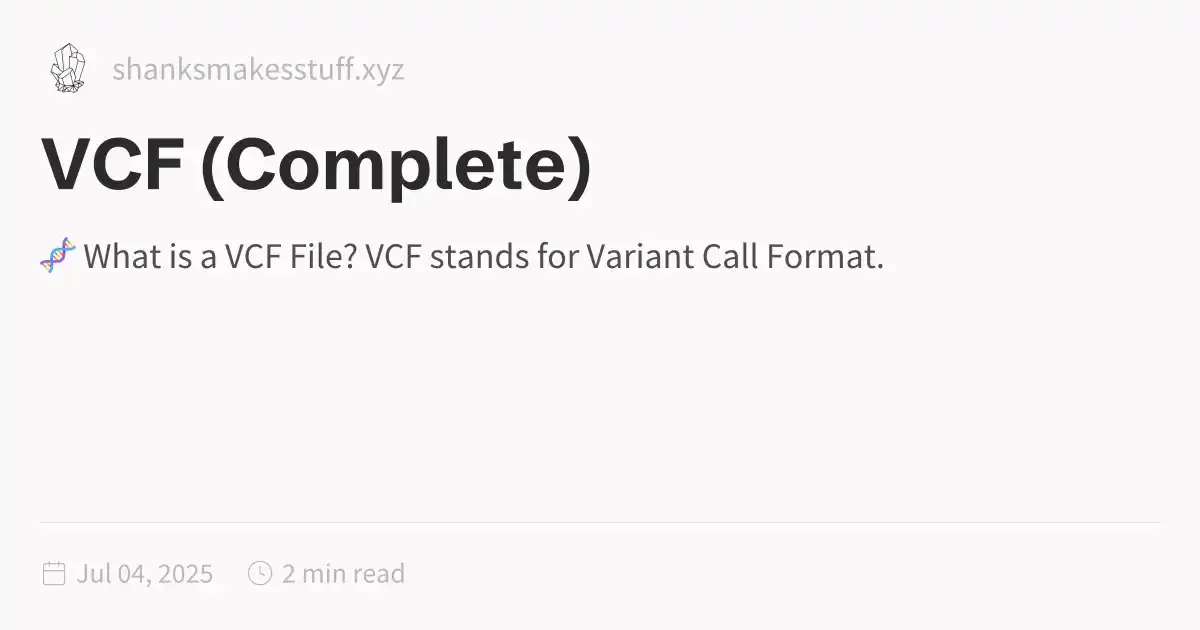 shanksmakesstuff.xyz
VCF (Complete)
🧬 What is a VCF File? VCF stands for Variant Call Format.
Jul 04, 2025 2 min read